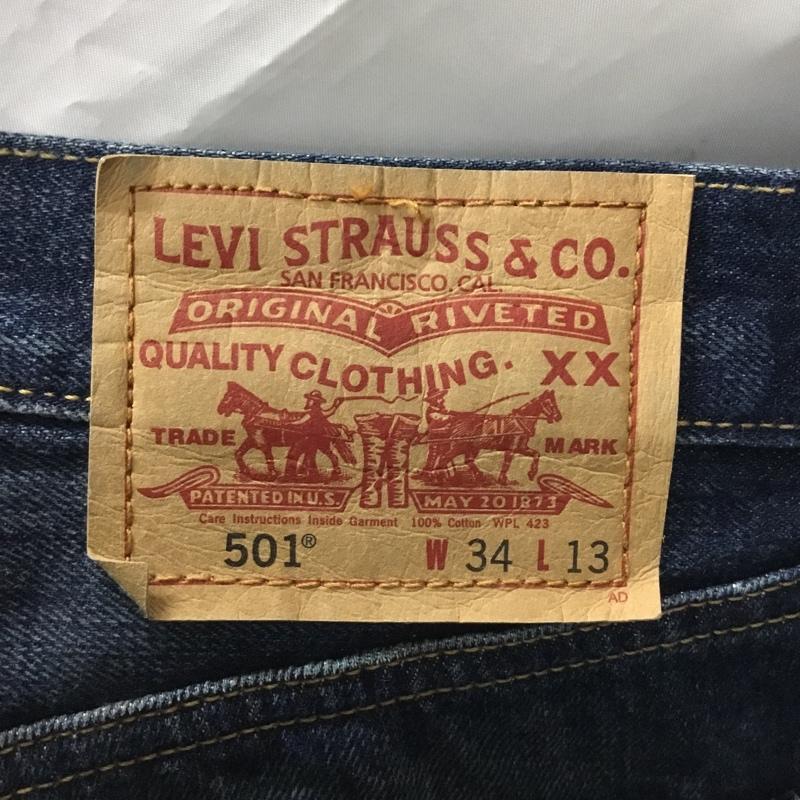 LEVI STRAUSS & CO.
SAN FRANCISCO, CAL.
ORIGINAL RIVETED
QUALITY CLOTHING. XX
TRADE MARK
PATENTED IN U.S. MAY 20 1873
Care Instructions Inside Garment 100% Cotton WPL 423
501® W 34 L 13
AD